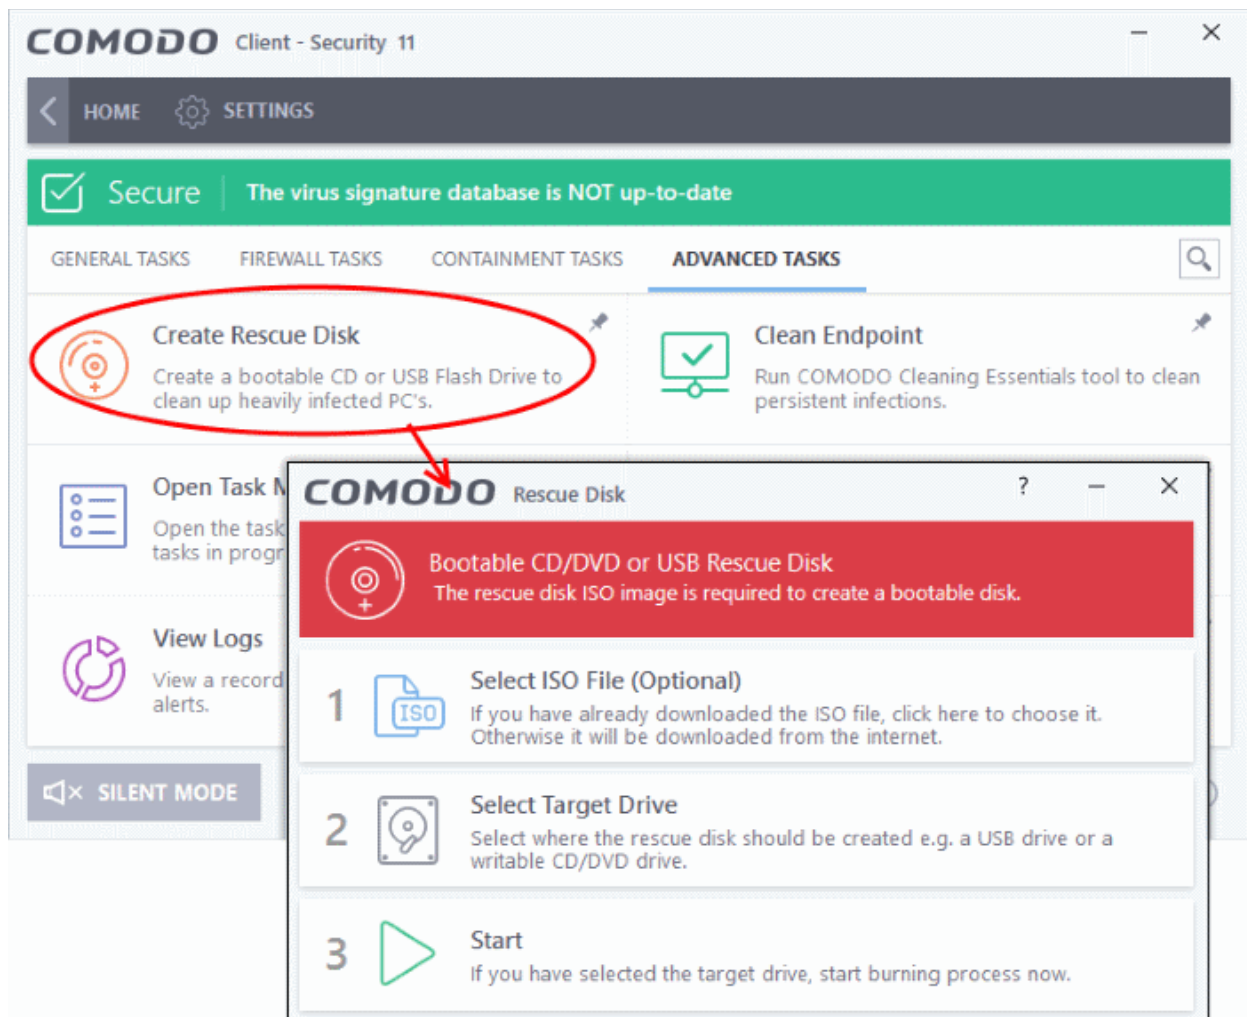 COMODO Client - Security 11
HOME SETTINGS
Secure The virus signature database is NOT up-to-date
GENERAL TASKS FIREWALL TASKS CONTAINMENT TASKS ADVANCED TASKS
Create Rescue Disk
Create a bootable CD or USB Flash Drive to
clean up heavily infected PC's.
Clean Endpoint
Run COMODO Cleaning Essentials tool to clean
persistent infections.
Open Task
Open the task
tasks in progr
View Logs
View a record
alerts.
SILENT MODE
COMODO Rescue Disk ?
Bootable CD/DVD or USB Rescue Disk
The rescue disk ISO image is required to create a bootable disk.
1 ISO Select ISO File (Optional)
If you have already downloaded the ISO file, click here to choose it.
Otherwise it will be downloaded from the internet.
2 Select Target Drive
Select where the rescue disk should be created e.g. a USB drive or a
writable CD/DVD drive.
3 Start
If you have selected the target drive, start burning process now.